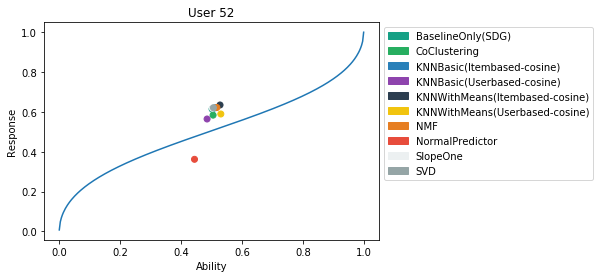 User 52
Response
1.0
0.8
0.6
0.4
0.2
0.0
0.0 0.2 0.4 0.6 0.8 1.0
Ability
BaselineOnly(SDG)
CoClustering
KNNBasic(Itembased-cosine)
KNNBasic(Userbased-cosine)
KNNWithMeans(Itembased-cosine)
KNNWithMeans(Userbased-cosine)
NMF
NormalPredictor
SlopeOne
SVD